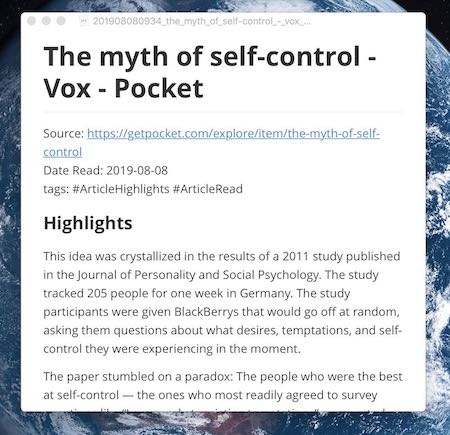 201908080934_the_myth_of_self-control_-_vox_...
The myth of self-control -
Vox - Pocket
Source: https://getpocket.com/explore/item/the-myth-of-self-
control
Date Read: 2019-08-08
tags: #ArticleHighlights #ArticleRead
Highlights
This idea was crystallized in the results of a 2011 study published
in the Journal of Personality and Social Psychology. The study
tracked 205 people for one week in Germany. The study
participants were given BlackBerrys that would go off at random,
asking them questions about what desires, temptations, and self-
control they were experiencing in the moment.
The paper stumbled on a paradox: The people who were the best
at self-control — the ones who most readily agreed to survey